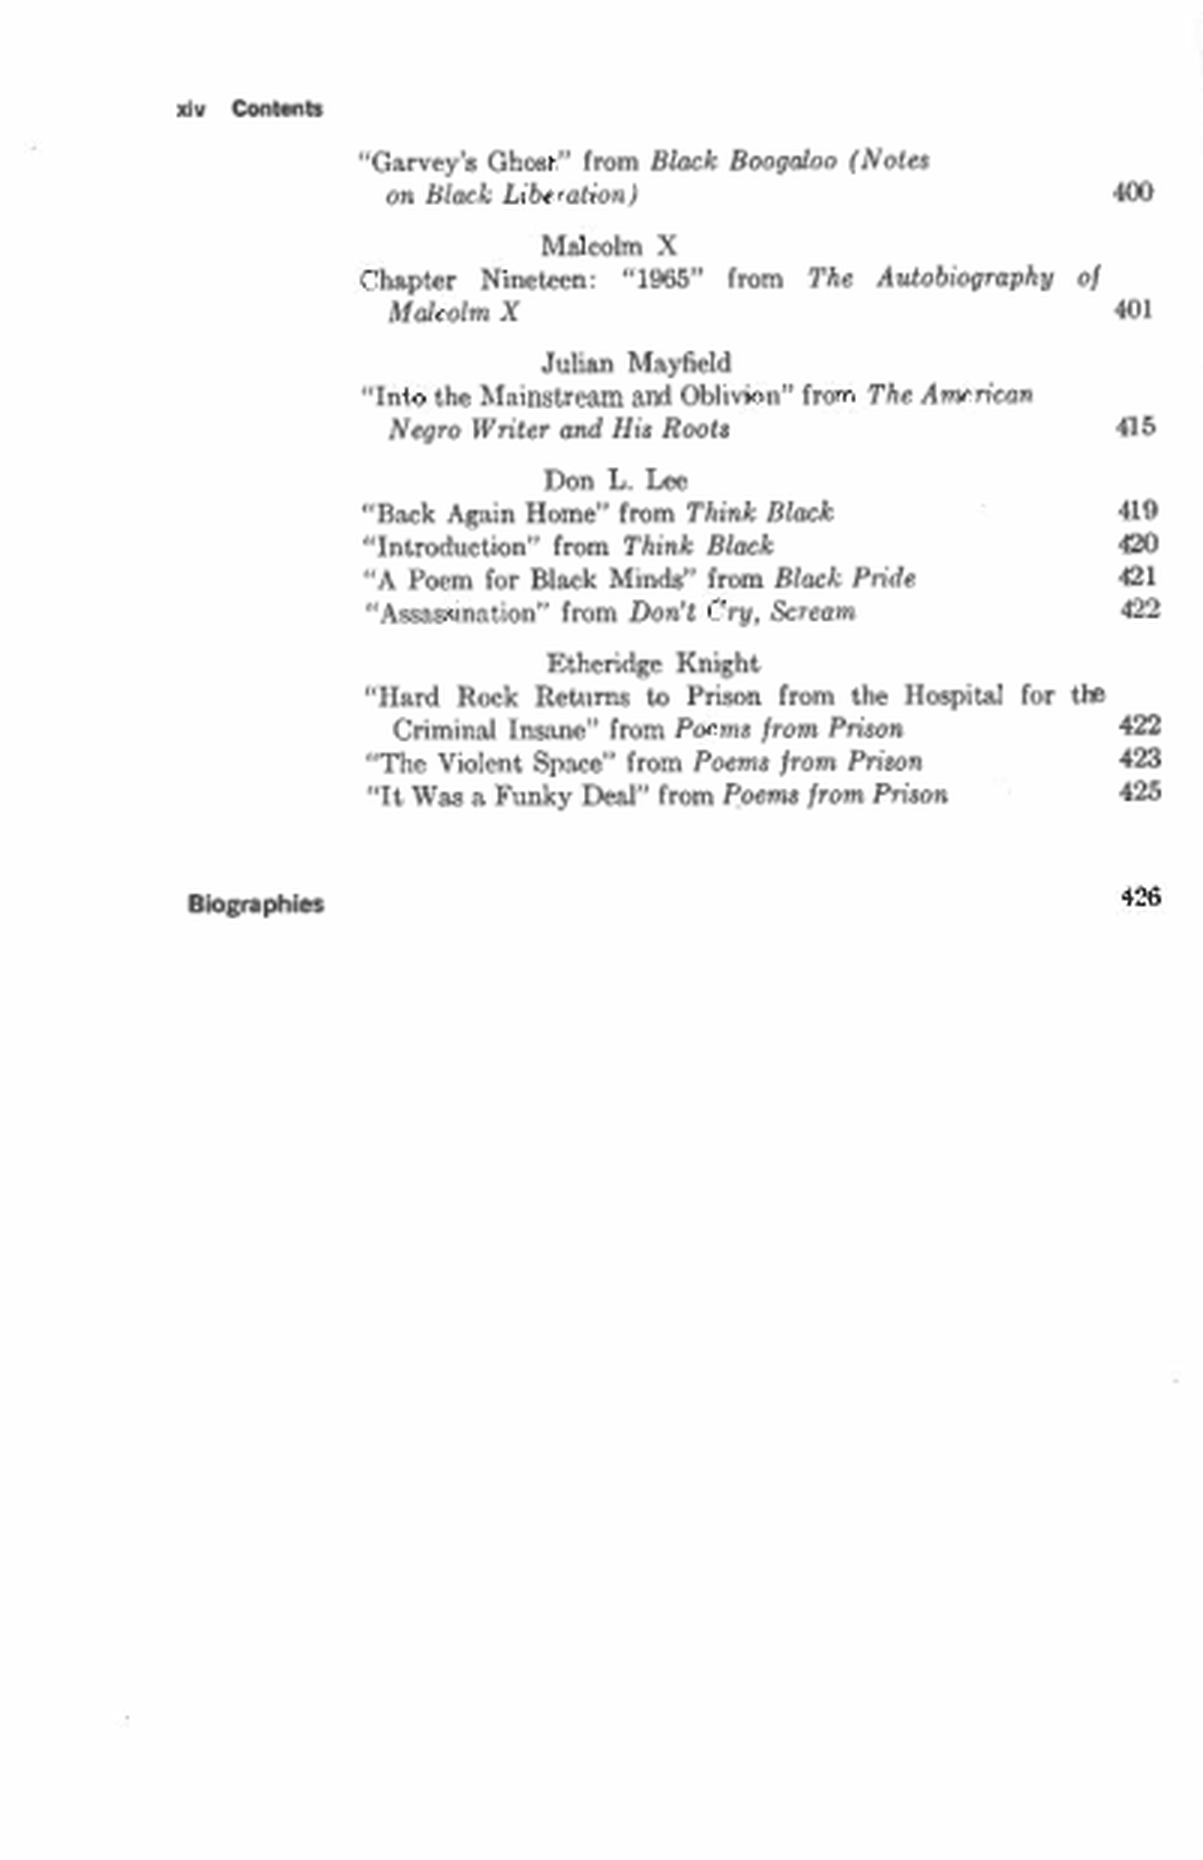 xiv Contents
"Garvey's Ghost" from Black Boogaloo (Notes
on Black Liberation) 400
Malcolm X
Chapter Nineteen: "1965" from The Autobiography of
Malcolm X 401
Julian Mayfield
"Into the Mainstream and Oblivion" from The American
Negro Writer and His Roots 415
Don L. Lee
"Back Again Home" from Think Black 419
"Introduction" from Think Black 420
"A Poem for Black Minds" from Black Pride 421
"Assassination" from Don't Cry, Scream 422
Etheridge Knight
"Hard Rock Returns to Prison from the Hospital for the
Criminal Insane" from Poems from Prison 422
"The Violent Space" from Poems from Prison 423
"It Was a Funky Deal" from Poems from Prison 425
Biographies 426